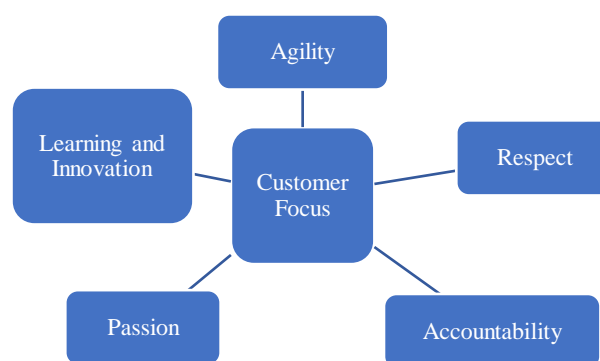 Agility
Learning and
Innovation
Respect
Customer
Focus
Passion
Accountability